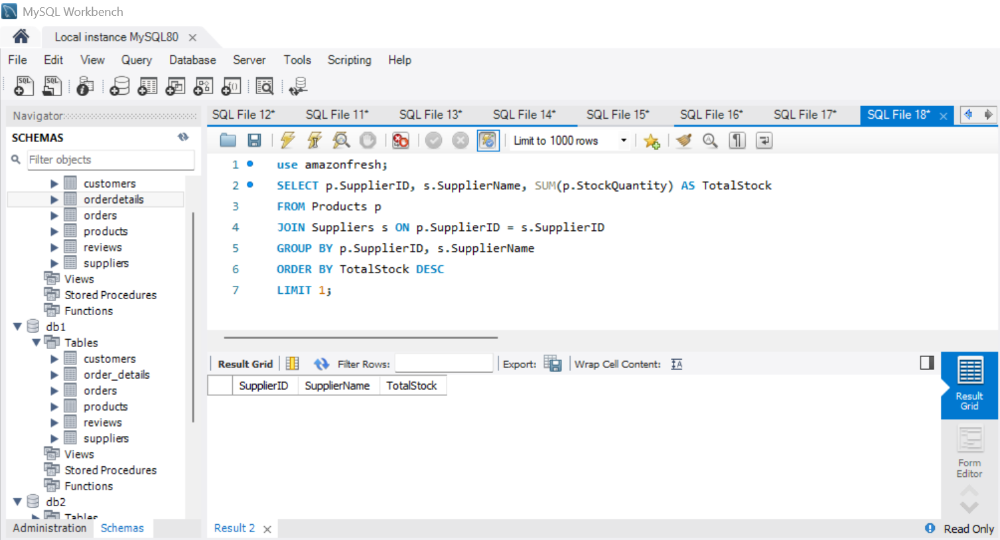 MySQL Workbench
Local instance MySQL80
File Edit View Query Database Server Tools Scripting Help
SQL SQL
Navigator
SCHEMAS
Filter objects
customers
orderdetails
orders
products
reviews
suppliers
Views
Stored Procedures
Functions
db1
Tables
customers
order_details
orders
products
reviews
suppliers
Views
Stored Procedures
Functions
db2
Tables
Administration Schemas
SQL File 12* SQL File 11* SQL File 13* SQL File 14* SQL File 15* SQL File 16* SQL File 17* SQL File 18*
Limit to 1000 rows
1 use amazonfresh;
2 SELECT p.SupplierID, s.SupplierName, SUM(p.StockQuantity) AS TotalStock
3 FROM Products p
4 JOIN Suppliers s ON p.SupplierID = s.SupplierID
5 GROUP BY p.SupplierID, s.SupplierName
6 ORDER BY TotalStock DESC
7 LIMIT 1;
Result Grid Filter Rows: Export: Wrap Cell Content: IA
SupplierID SupplierName TotalStock
Result
Grid
Form
Editor
Result 2
Read Only